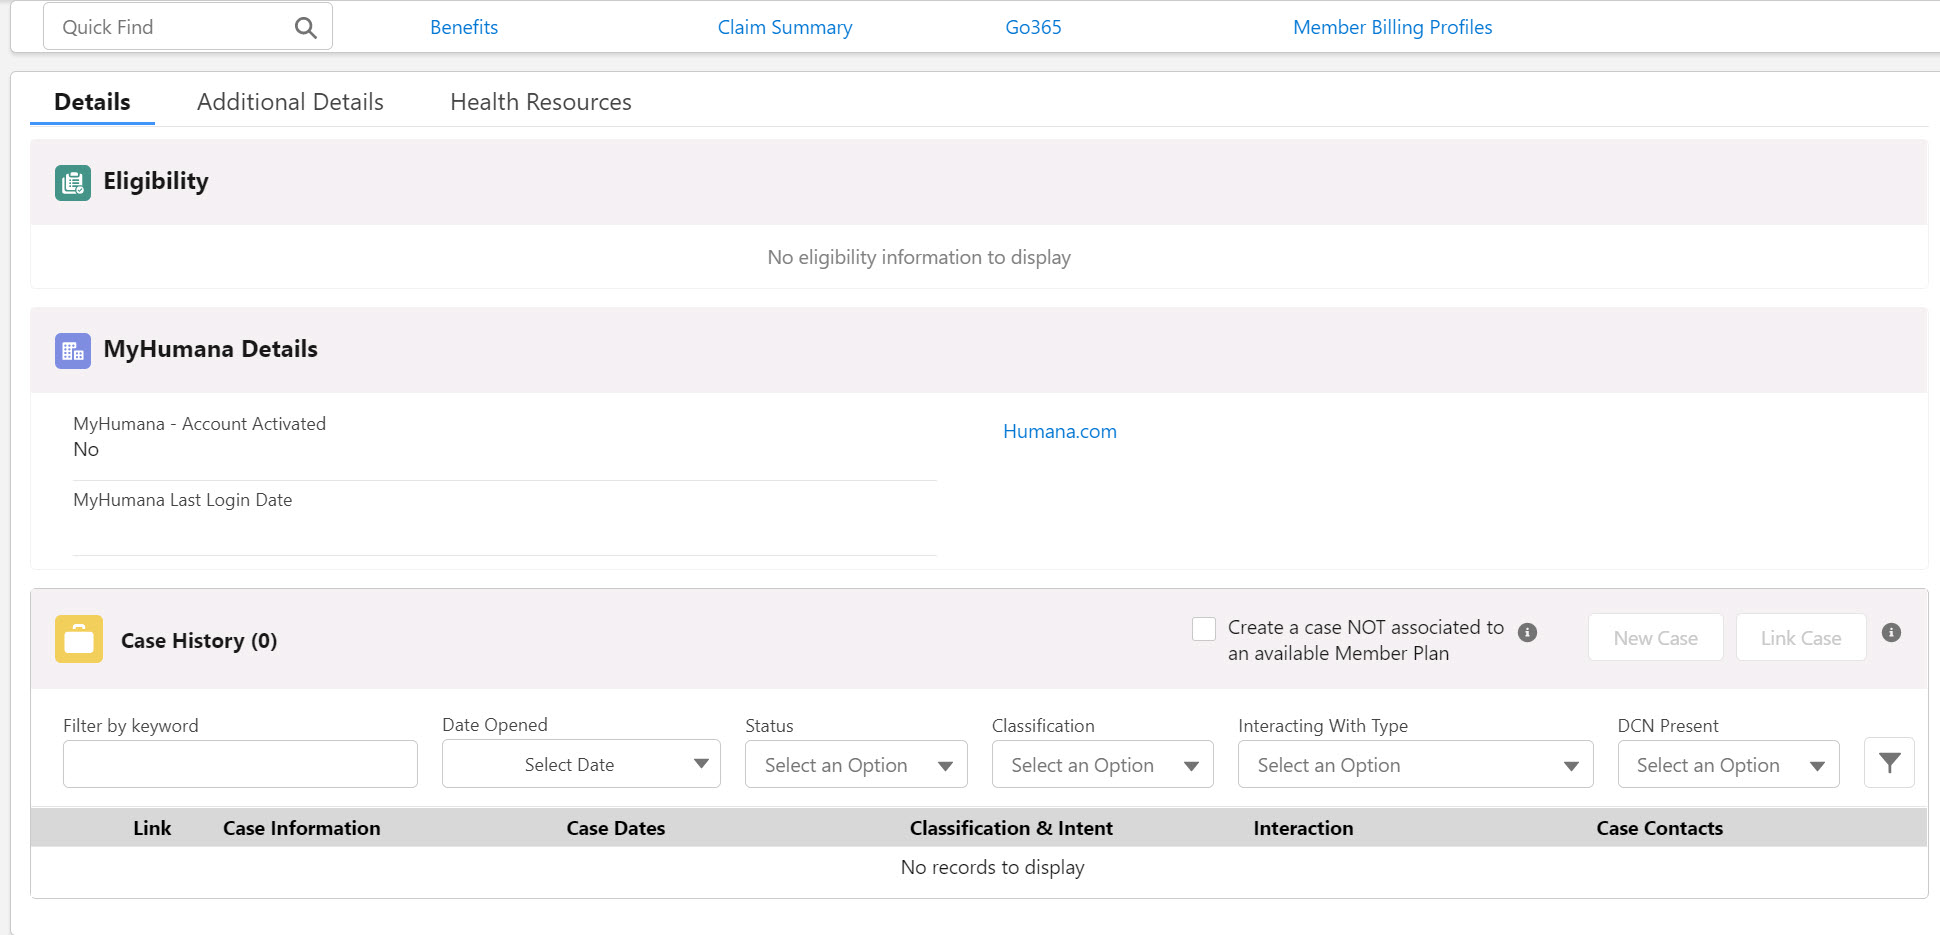 Quick Find
Benefits
Claim Summary
Go365
Member Billing Profiles
Details
Additional Details
Health Resources
Eligibility
No eligibility information to display
MyHumana Details
MyHumana - Account Activated
No
Humana.com
MyHumana Last Login Date
Case History (0)
Create a case NOT associated to
an available Member Plan
New Case
Link Case
Filter by keyword
Date Opened
Select Date
Status
Select an Option
Classification
Select an Option
Interacting With Type
Select an Option
DCN Present
Select an Option
Link
Case Information
Case Dates
Classification & Intent
Interaction
Case Contacts
No records to display